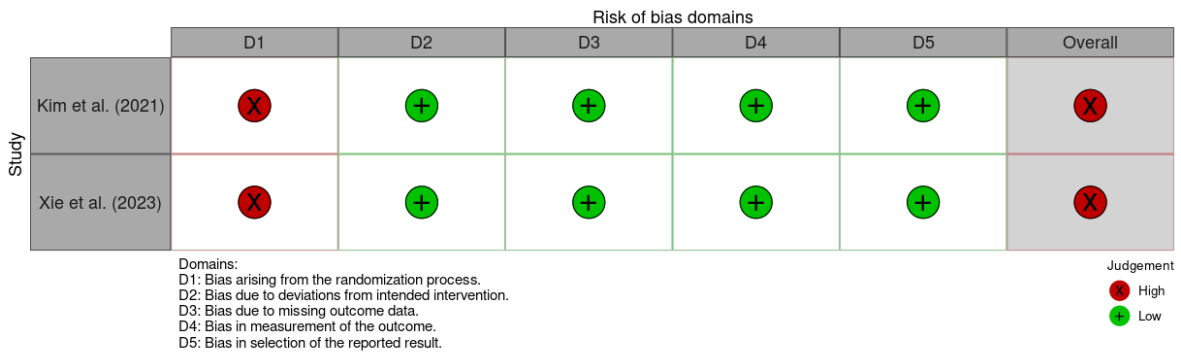 Risk of bias domains
D1 D2 D3 D4 D5 Overall
Study
Kim et al. (2021) X + + + + X
Xie et al. (2023) X + + + + X
Domains:
D1: Bias arising from the randomization process.
D2: Bias due to deviations from intended intervention.
D3: Bias due to missing outcome data.
D4: Bias in measurement of the outcome.
D5: Bias in selection of the reported result.
Judgement
X High
+ Low